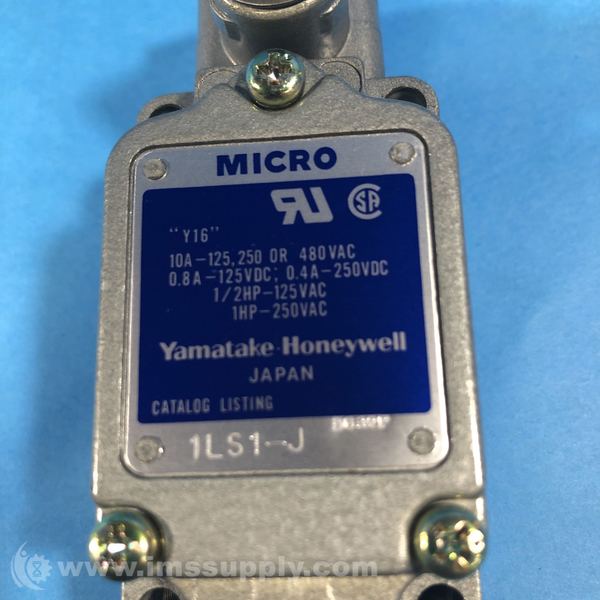 MICRO
"Y16"
10A-125,250 OR 480VAC
0.8A-125VDC; 0.4A-250VDC
1/2HP-125VAC
1HP-250VAC
Yamatake-Honeywell
JAPAN
CATALOG LISTING
1LS1-J
www.imssupply.com